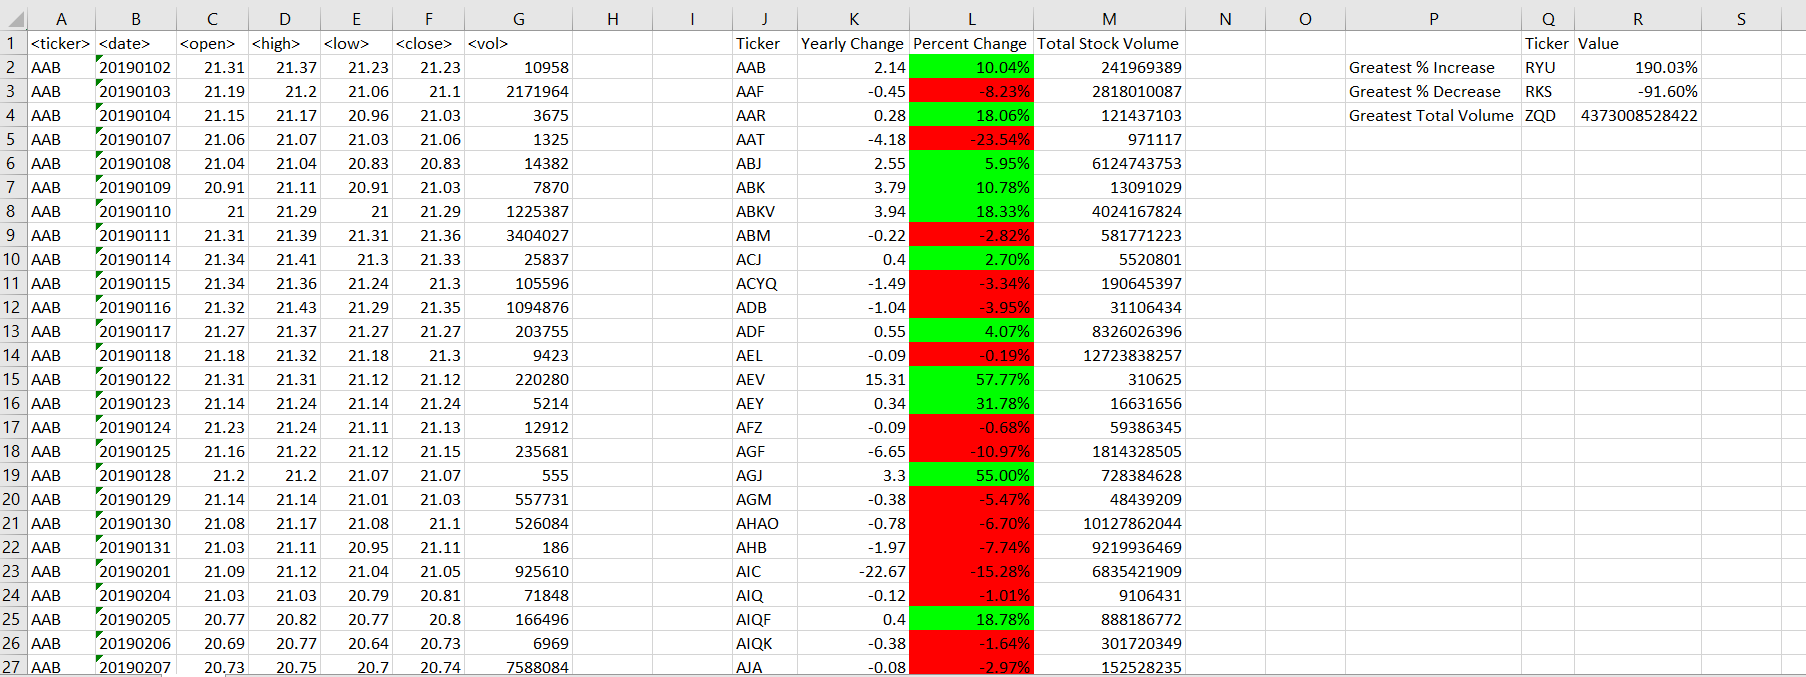 A B C D E F G H I J K L M N O P Q R S
1 <ticker> <date> <open> <high> <low> <close> <vol> Ticker Yearly Change Percent Change Total Stock Volume Ticker Value
2 AAB 20190102 21.31 21.37 21.23 21.23 10958 AAB 2.14 10.04% 241969389 Greatest % Increase RYU 190.03%
3 AAB 20190103 21.19 21.2 21.06 21.1 2171964 AAF -0.45 -8.23% 2818010087 Greatest % Decrease RKS -91.60%
4 AAB 20190104 21.15 21.17 20.96 21.03 3675 AAR 0.28 18.06% 121437103 Greatest Total Volume ZQD 4373008528422
5 AAB 20190107 21.06 21.07 21.03 21.06 1325 AAT -4.18 -23.54% 971117
6 AAB 20190108 21.04 21.04 20.83 20.83 14382 ABJ 2.55 5.95% 6124743753
7 AAB 20190109 20.91 21.11 20.91 21.03 7870 ABK 3.79 10.78% 13091029
8 AAB 20190110 21 21.29 21 21.29 1225387 ABKV 3.94 18.33% 4024167824
9 AAB 20190111 21.31 21.39 21.31 21.36 3404027 ABM -0.22 -2.82% 581771223
10 AAB 20190114 21.34 21.41 21.3 21.33 25837 ACJ 0.4 2.70% 5520801
11 AAB 20190115 21.34 21.36 21.24 21.3 105596 ACYQ -1.49 -3.34% 190645397
12 AAB 20190116 21.32 21.43 21.29 21.35 1094876 ADB -1.04 -3.95% 31106434
13 AAB 20190117 21.27 21.37 21.27 21.27 203755 ADF 0.55 4.07% 8326026396
14 AAB 20190118 21.18 21.32 21.18 21.3 9423 AEL -0.09 -0.19% 12723838257
15 AAB 20190122 21.31 21.31 21.12 21.12 220280 AEV 15.31 57.77% 310625
16 AAB 20190123 21.14 21.24 21.14 21.24 5214 AEY 0.34 31.78% 16631656
17 AAB 20190124 21.23 21.24 21.11 21.13 12912 AFZ -0.09 -0.68% 59386345
18 AAB 20190125 21.16 21.22 21.12 21.15 235681 AGF -6.65 -10.97% 1814328505
19 AAB 20190128 21.2 21.2 21.07 21.07 555 AGJ 3.3 55.00% 728384628
20 AAB 20190129 21.14 21.14 21.01 21.03 557731 AGM -0.38 -5.47% 48439209
21 AAB 20190130 21.08 21.17 21.08 21.1 526084 AHAO -0.78 -6.70% 10127862044
22 AAB 20190131 21.03 21.11 20.95 21.11 186 AHB -1.97 -7.74% 9219936469
23 AAB 20190201 21.09 21.12 21.04 21.05 925610 AIC -22.67 -15.28% 6835421909
24 AAB 20190204 21.03 21.03 20.79 20.81 71848 AIQ -0.12 -1.01% 9106431
25 AAB 20190205 20.77 20.82 20.77 20.8 166496 AIQF 0.4 18.78% 888186772
26 AAB 20190206 20.69 20.77 20.64 20.73 6969 AIQK -0.38 -1.64% 301720349
27 AAB 20190207 20.73 20.75 20.7 20.74 7588084 AJA -0.08 -2.97% 152528235